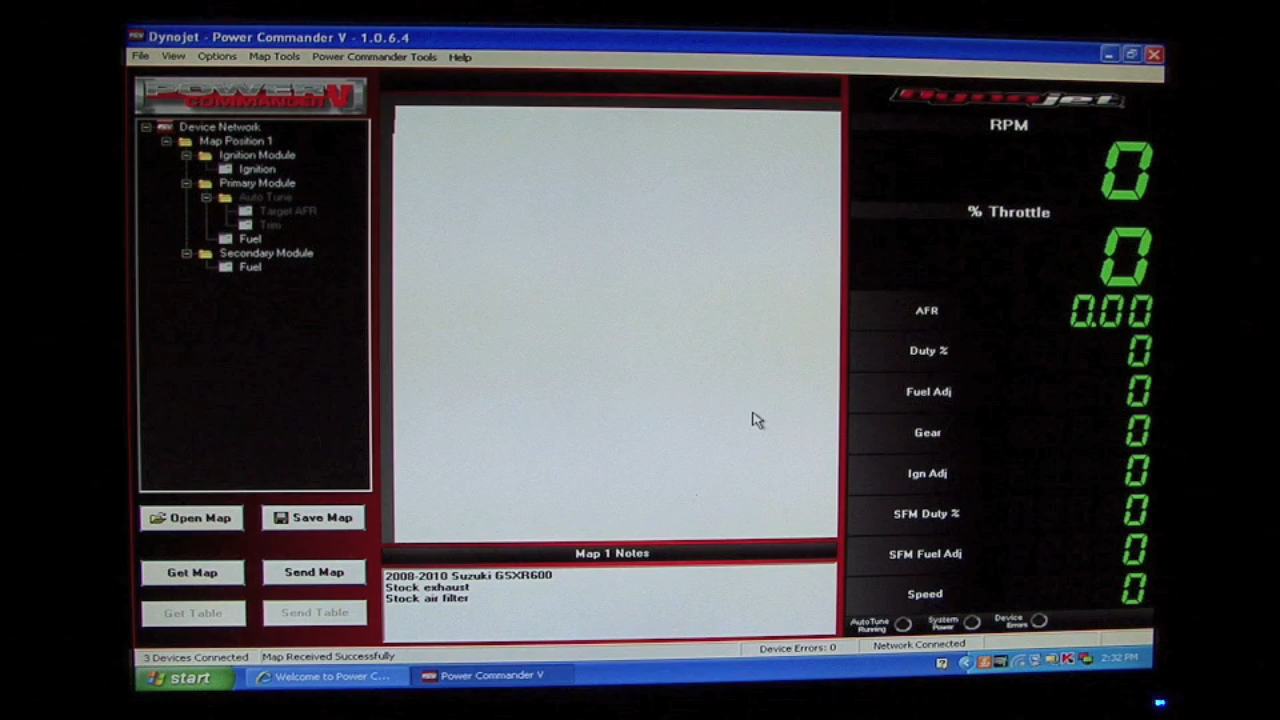 Dynojet - Power Commander V - 1.0.6.4
File View Options Map Tools Power Commander Tools Help
POWER COMMANDER V
Device Network
Map Position 1
Ignition Module
Ignition
Primary Module
Auto Tune
Target AFR
Trim
Fuel
Secondary Module
Fuel
Open Map Save Map
Get Map Send Map
Get Table Send Table
Map 1 Notes
2008-2010 Suzuki GSXR600
Stock exhaust
Stock air filter
Dynojet
RPM
0
% Throttle
0
AFR 0.00
Duty % 0
Fuel Adj 0
Gear 0
Ign Adj 0
SFM Duty % 0
SFM Fuel Adj 0
Speed 0
AutoTune Running System Power Device Errors
3 Devices Connected Map Received Successfully Device Errors: 0 Network Connected
start Welcome to Power C... Power Commander V 2:32 PM